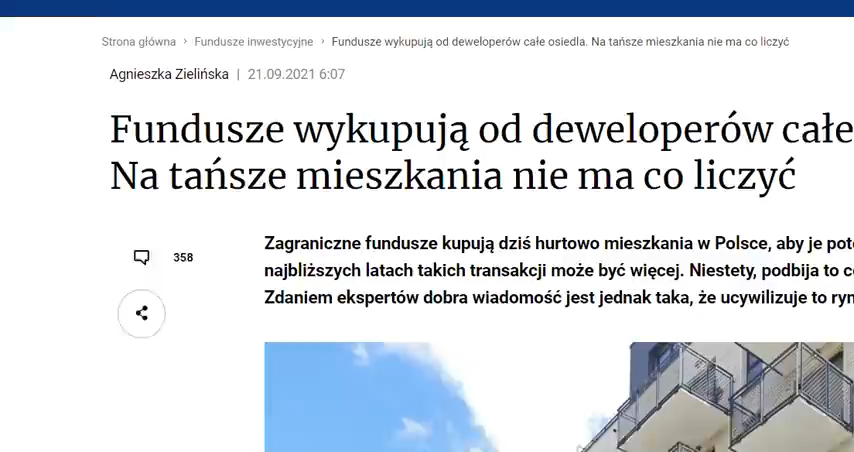 Strona główna › Fundusze inwestycyjne › Fundusze wykupują od deweloperów całe osiedla. Na tańsze mieszkania nie ma co liczyć
Agnieszka Zielińska | 21.09.2021 6:07
Fundusze wykupują od deweloperów całe
Na tańsze mieszkania nie ma co liczyć
Zagraniczne fundusze kupują dziś hurtowo mieszkania w Polsce, aby je
358
najbliższych latach takich transakcji może być więcej. Niestety, podbija to
Zdaniem ekspertów dobra wiadomość jest jednak taka, że ucywilizuje to